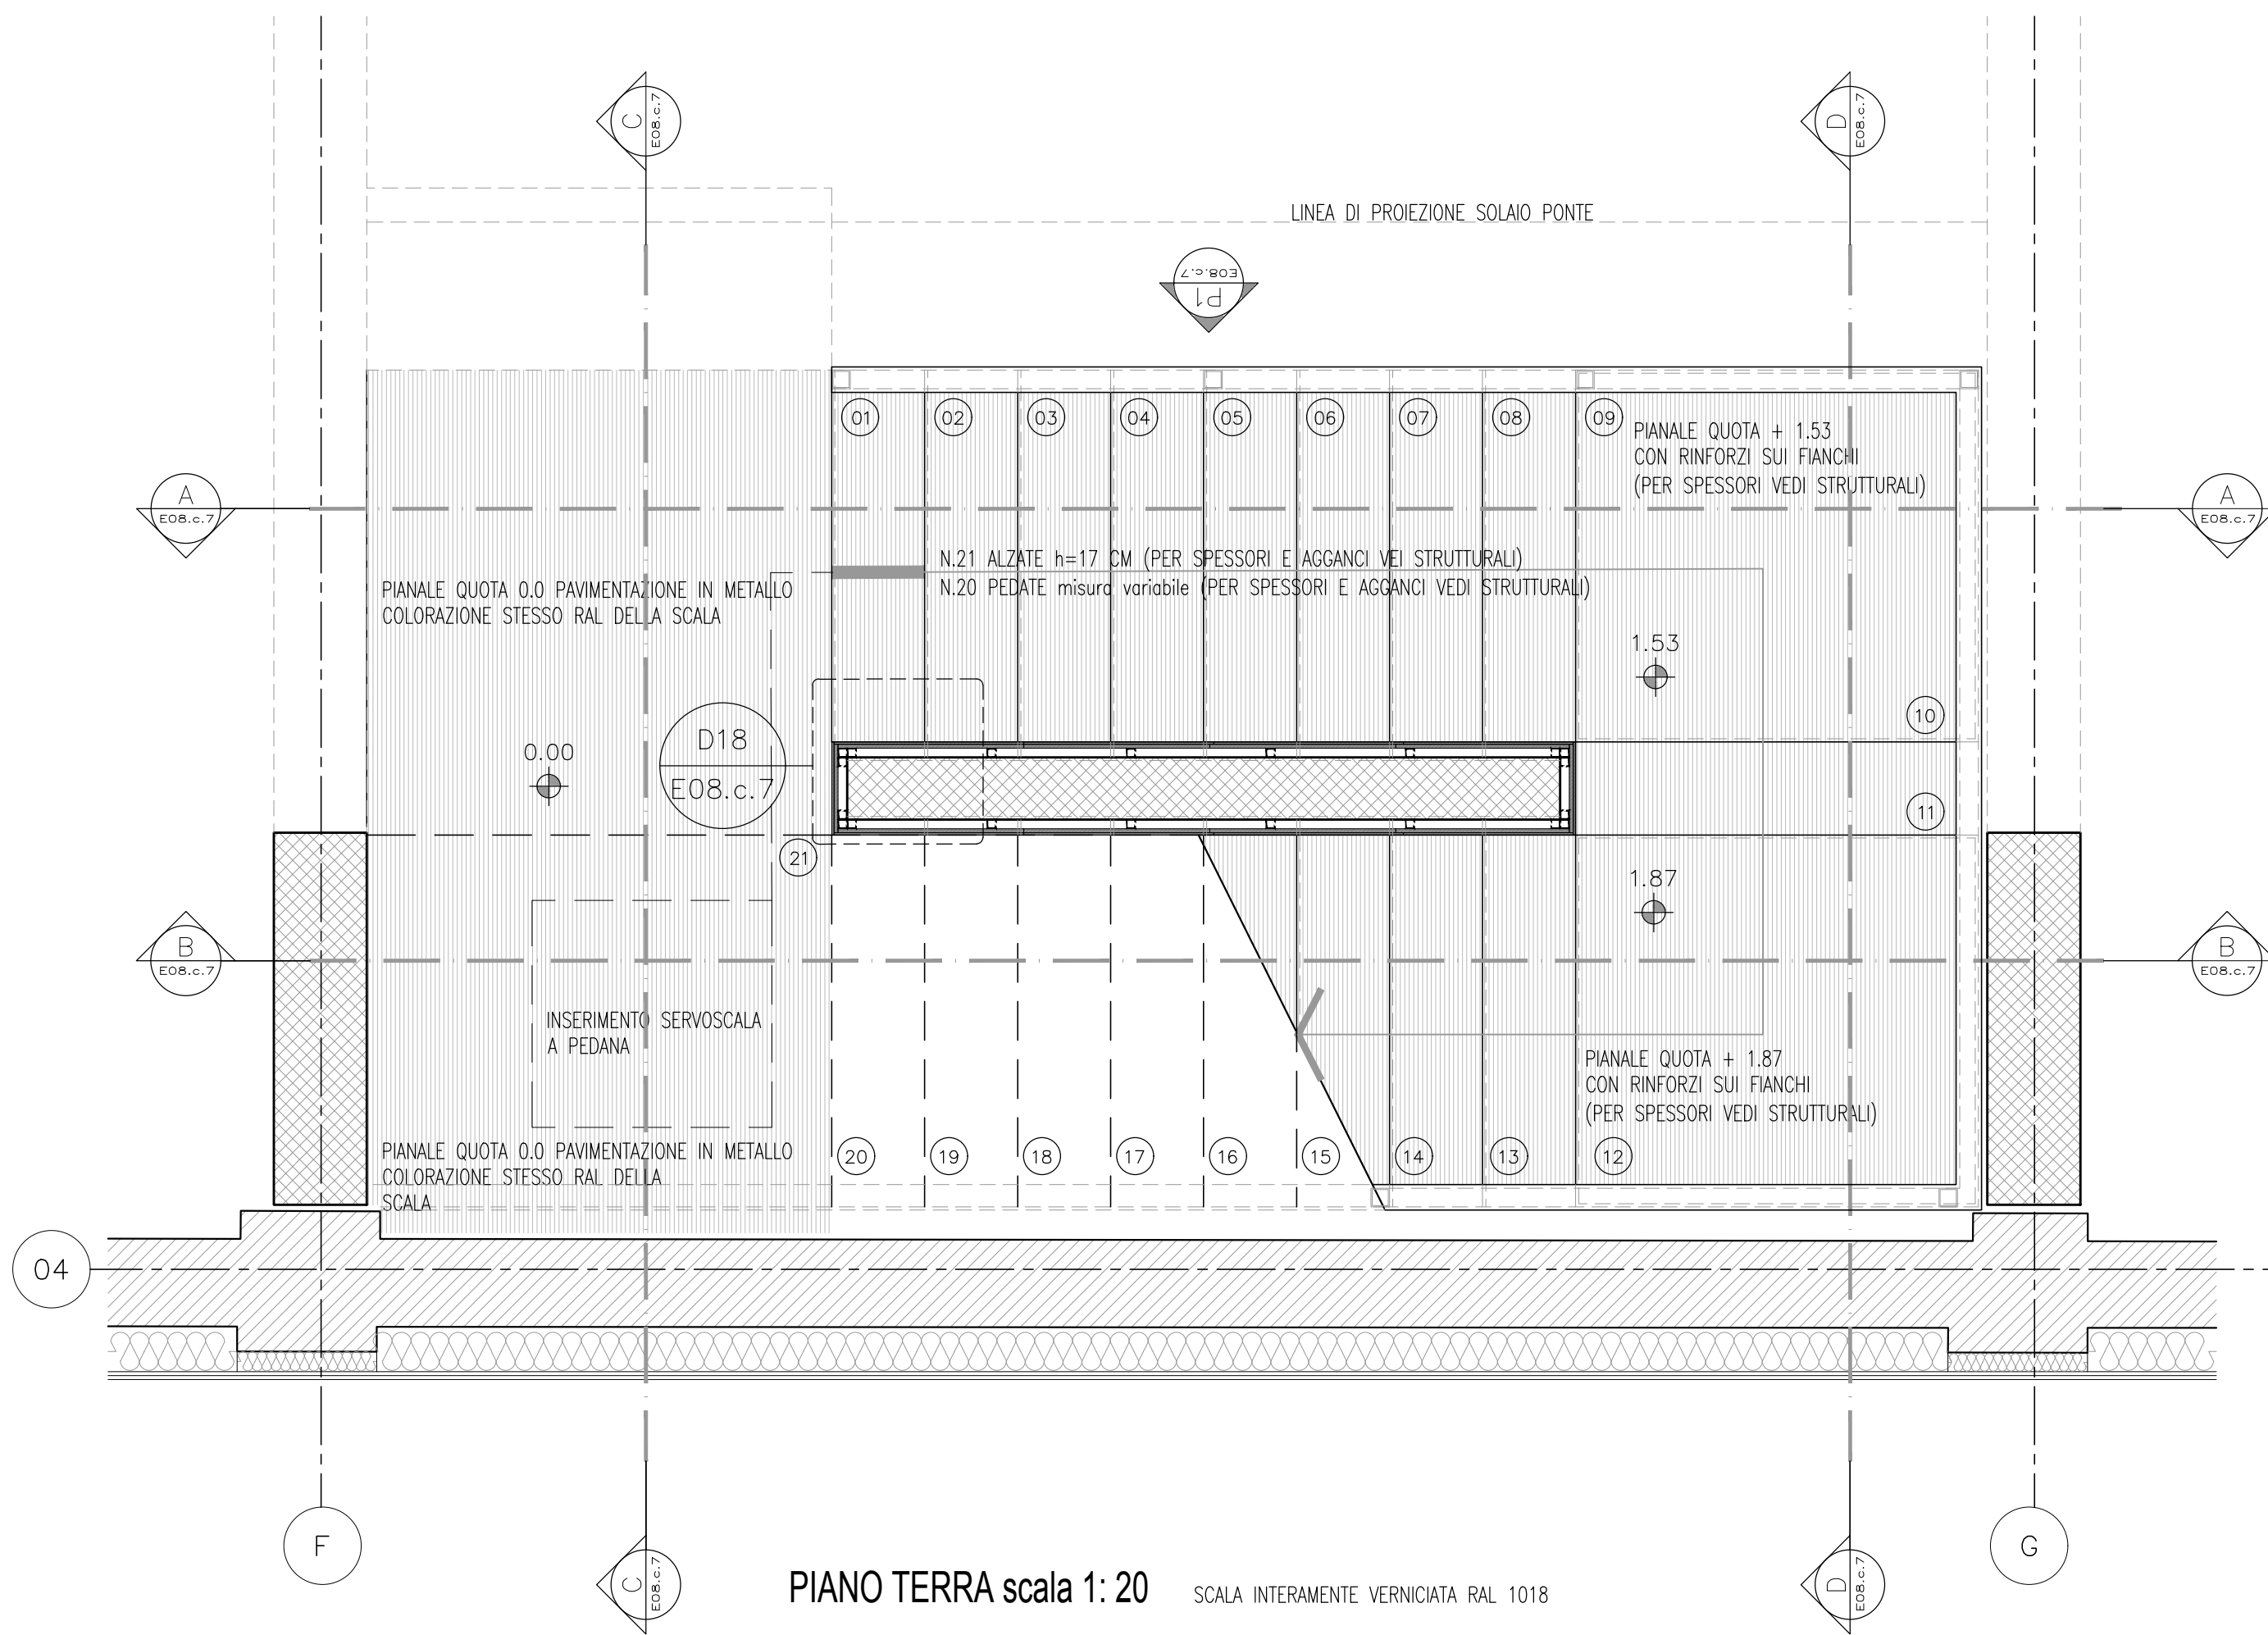 C
E08.c.7
D
E08.c.7
LINEA DI PROIEZIONE SOLAIO PONTE
P1
E08.c.7
01
02
03
04
05
06
07
08
09
PIANALE QUOTA + 1.53
CON RINFORZI SUI FIANCHI
(PER SPESSORI VEDI STRUTTURALI)
A
E08.c.7
A
E08.c.7
N.21 ALZATE h=17 CM (PER SPESSORI E AGGANCI VEI STRUTTURALI)
N.20 PEDATE misura variabile (PER SPESSORI E AGGANCI VEDI STRUTTURALI)
PIANALE QUOTA 0.0 PAVIMENTAZIONE IN METALLO
COLORAZIONE STESSO RAL DELLA SCALA
1.53
10
D18
E08.c.7
0.00
11
21
1.87
B
E08.c.7
B
E08.c.7
INSERIMENTO SERVOSCALA
A PEDANA
PIANALE QUOTA + 1.87
CON RINFORZI SUI FIANCHI
(PER SPESSORI VEDI STRUTTURALI)
PIANALE QUOTA 0.0 PAVIMENTAZIONE IN METALLO
COLORAZIONE STESSO RAL DELLA
SCALA
20
19
18
17
16
15
14
13
12
04
F
G
C
E08.c.7
D
E08.c.7
PIANO TERRA scala 1: 20
SCALA INTERAMENTE VERNICIATA RAL 1018